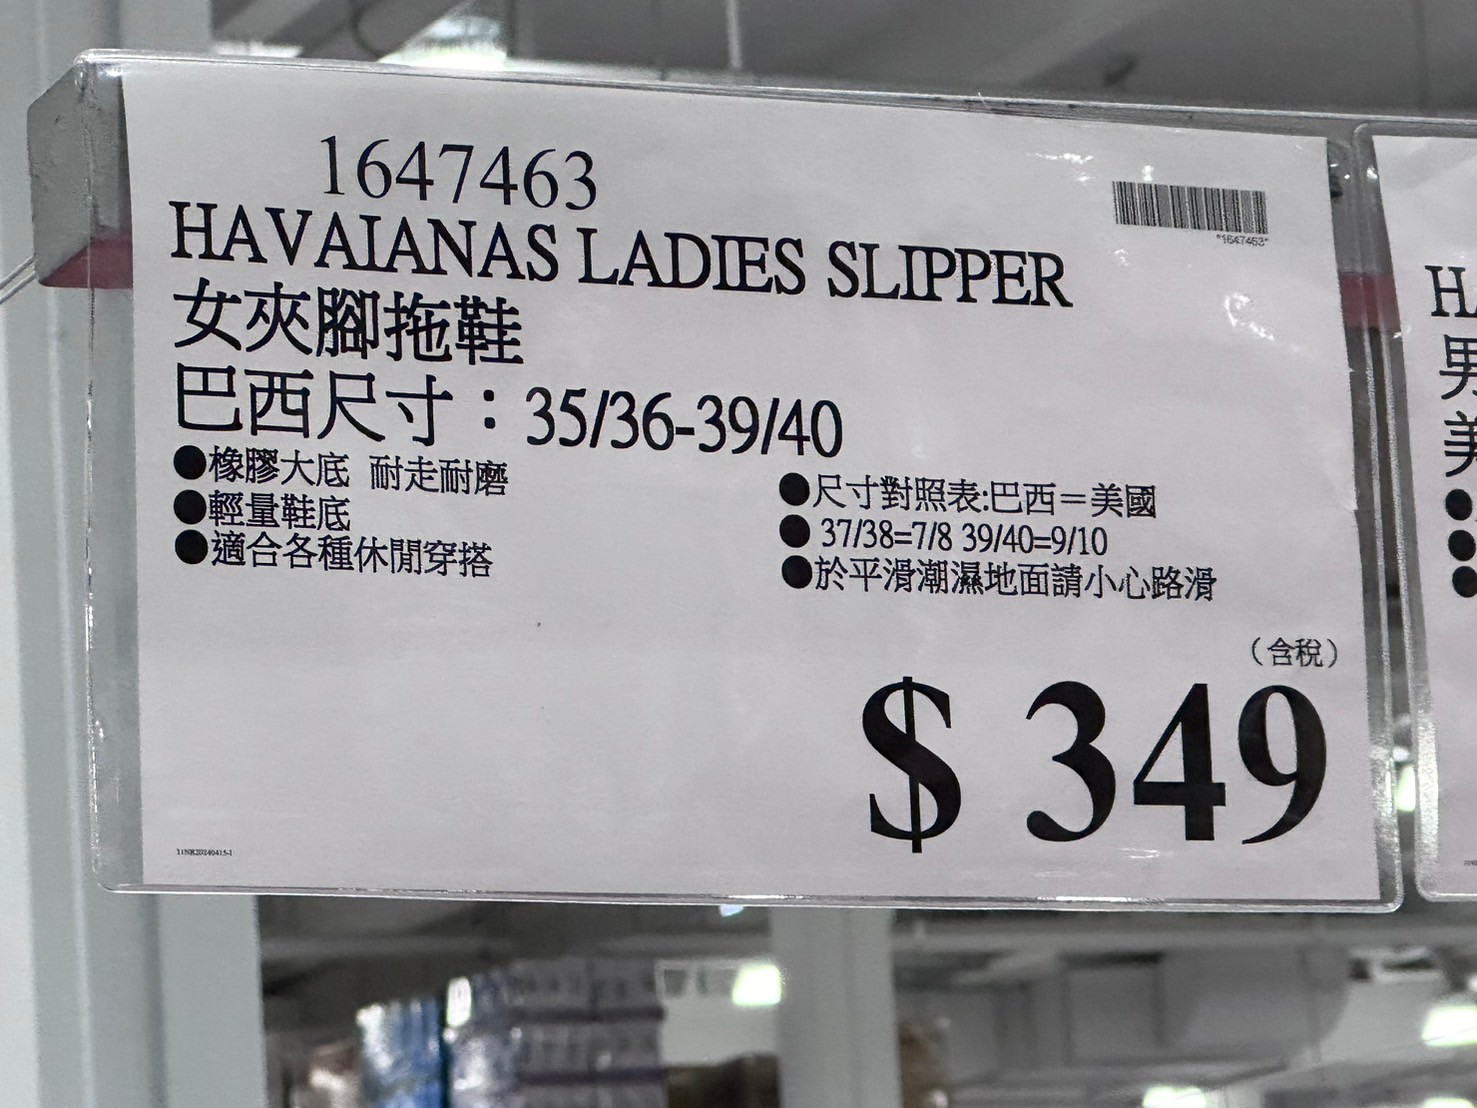 1647463
*1647463*
HAVAIANAS LADIES SLIPPER
女夾腳拖鞋
巴西尺寸：35/36-39/40
●橡膠大底 耐走耐磨
●輕量鞋底
●適合各種休閒穿搭
●尺寸對照表:巴西＝美國
● 37/38=7/8 39/40=9/10
●於平滑潮濕地面請小心路滑
（含稅）
$ 349
H
男
美